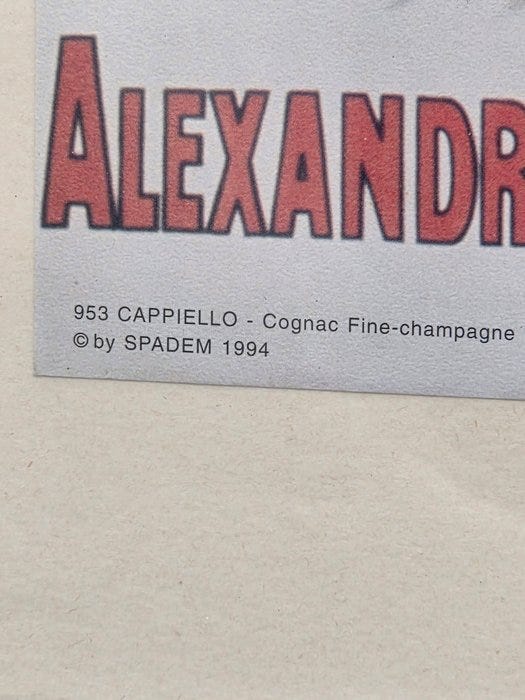 ALEXANDR
953 CAPPIELLO - Cognac Fine-champagne
© by SPADEM 1994